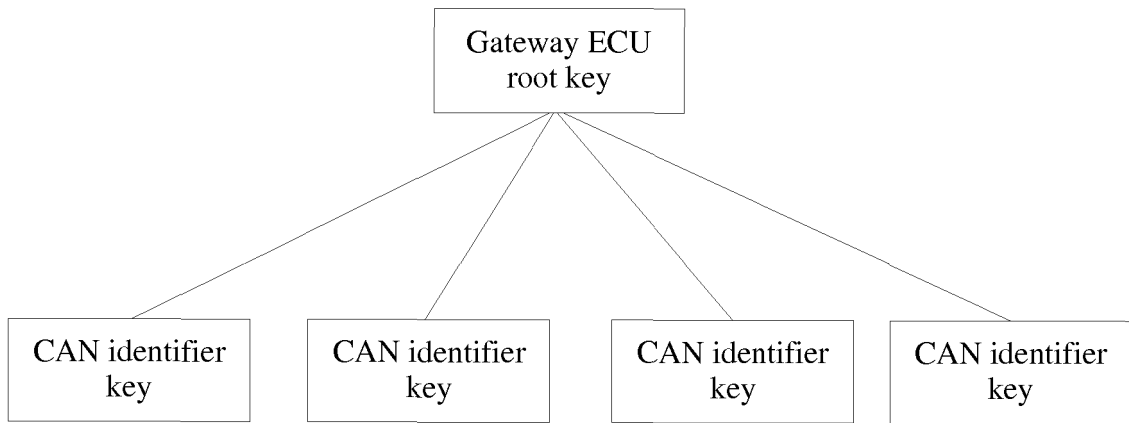 Gateway ECU
root key
CAN identifier
key
CAN identifier
key
CAN identifier
key
CAN identifier
key